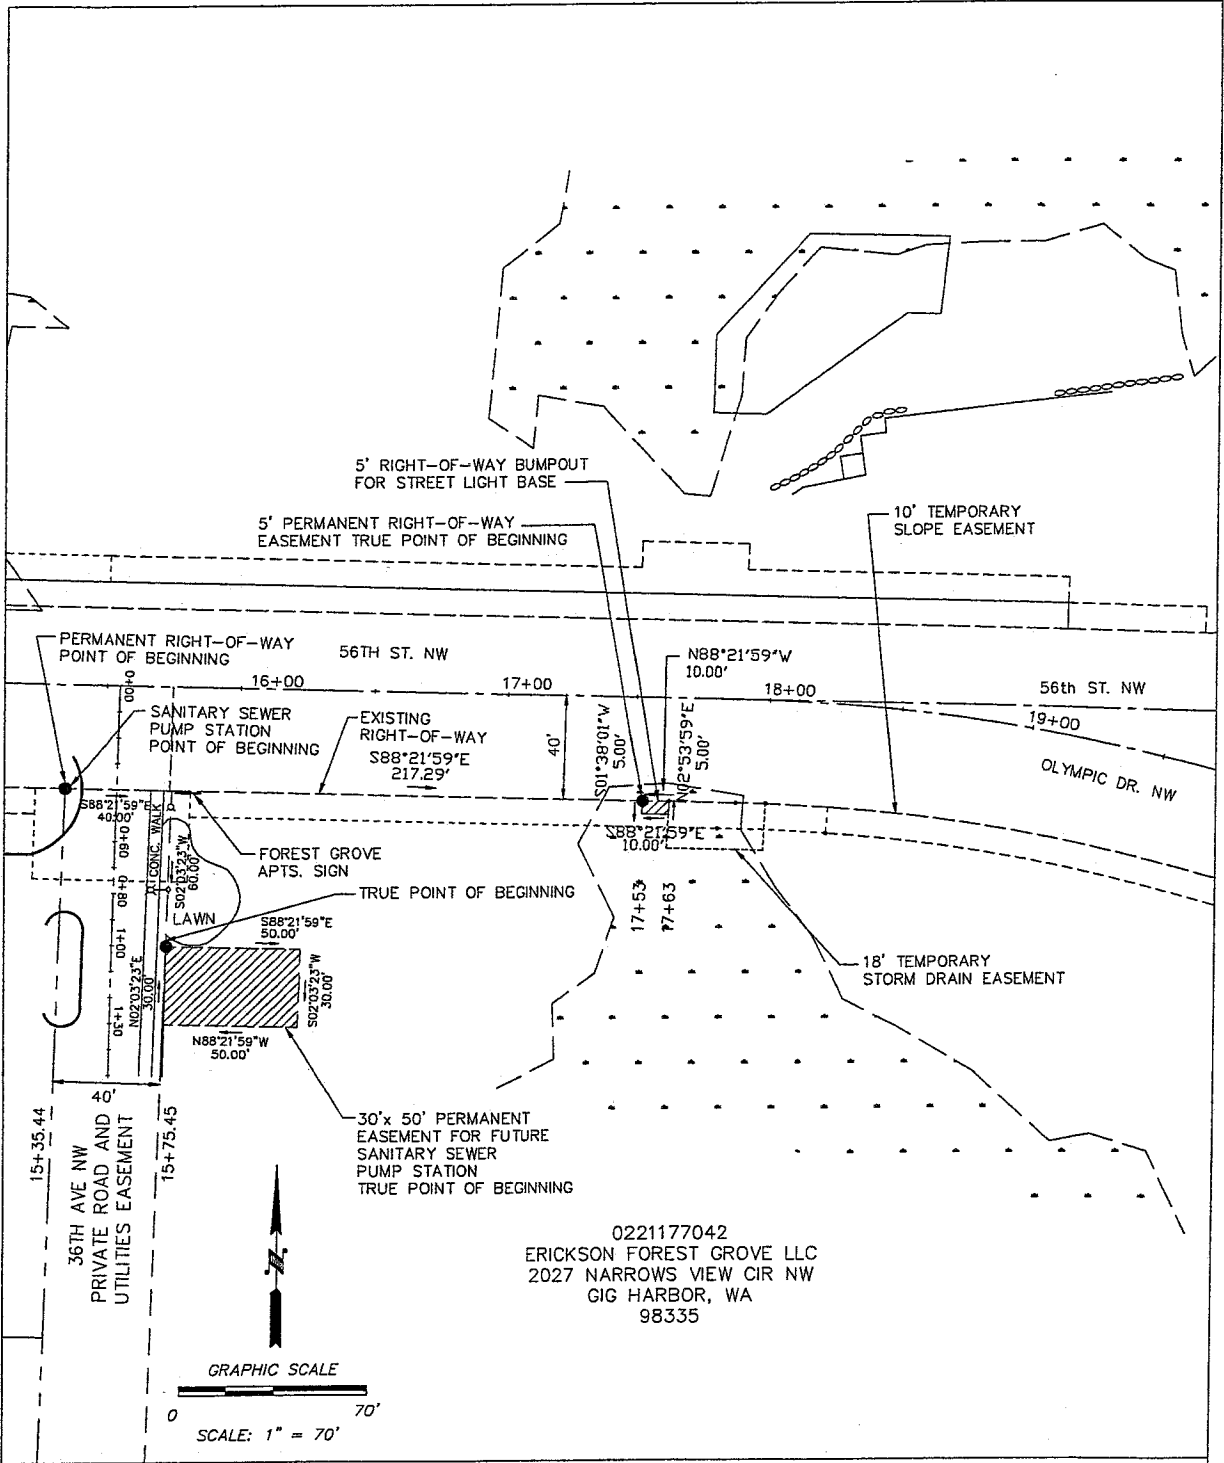 5' RIGHT-OF-WAY BUMPOUT
FOR STREET LIGHT BASE
5' PERMANENT RIGHT-OF-WAY
EASEMENT TRUE POINT OF BEGINNING
10' TEMPORARY
SLOPE EASEMENT
PERMANENT RIGHT-OF-WAY
POINT OF BEGINNING
56TH ST. NW
N88°21'59"W
10.00'
0+00
16+00
17+00
18+00
56th ST. NW
19+00
OLYMPIC DR. NW
SANITARY SEWER
PUMP STATION
POINT OF BEGINNING
EXISTING
RIGHT-OF-WAY
S88°21'59"E
217.29'
40'
S01°38'01"W
5.00'
N02°53'59"E
5.00'
S88°21'59"E
40.00'
S88°21'59"E
10.00'
0+60
CONC. WALK
S02°03'23"W
60.00'
FOREST GROVE
APTS. SIGN
0+80
TRUE POINT OF BEGINNING
17+53
17+63
LAWN
S88°21'59"E
50.00'
1+00
N02°03'23"E
30.00'
S02°03'23"W
30.00'
18' TEMPORARY
STORM DRAIN EASEMENT
1+30
N88°21'59"W
50.00'
40'
15+35.44
36TH AVE NW
PRIVATE ROAD AND
UTILITIES EASEMENT
15+75.45
30'x 50' PERMANENT
EASEMENT FOR FUTURE
SANITARY SEWER
PUMP STATION
TRUE POINT OF BEGINNING
N
0221177042
ERICKSON FOREST GROVE LLC
2027 NARROWS VIEW CIR NW
GIG HARBOR, WA
98335
GRAPHIC SCALE
0 70'
SCALE: 1" = 70'